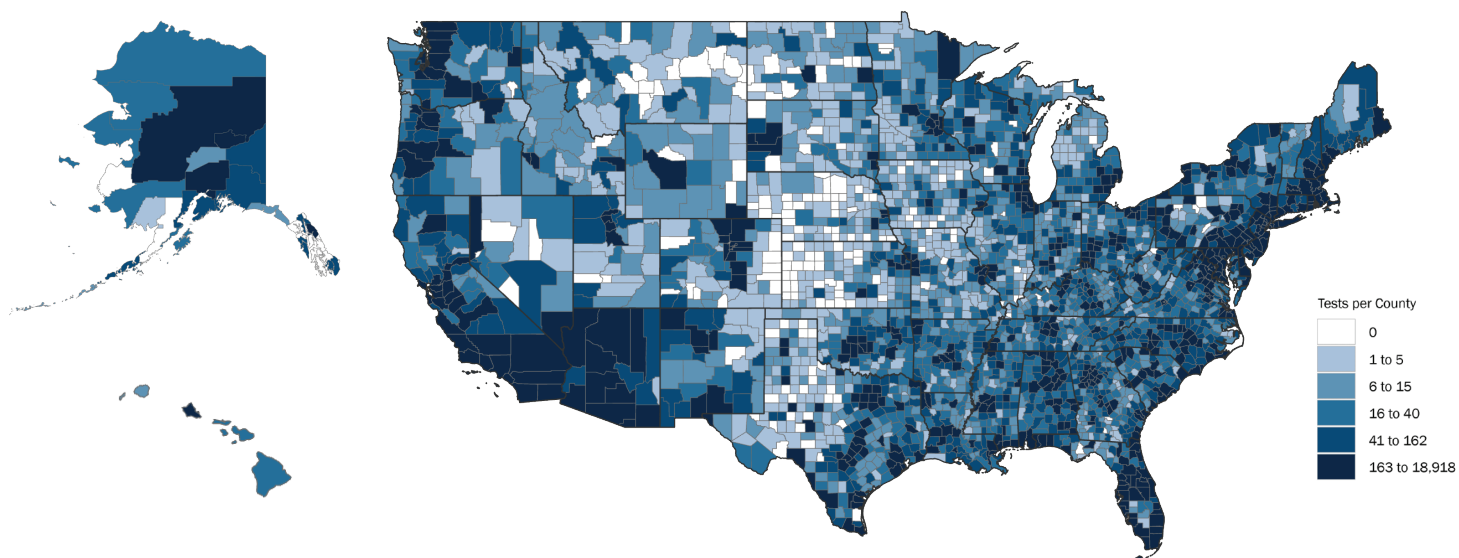 Tests per County
0
1 to 5
6 to 15
16 to 40
41 to 162
163 to 18,918